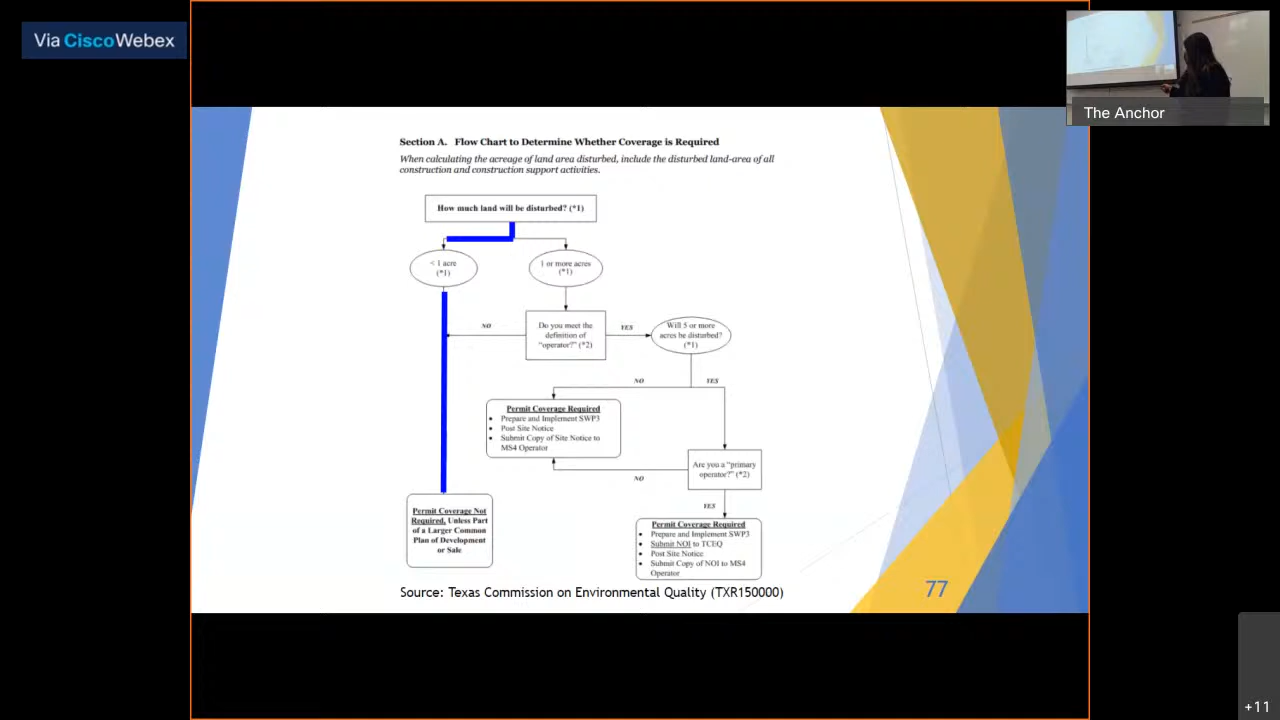 Via Cisco Webex
The Anchor
Section A. Flow Chart to Determine Whether Coverage is Required
When calculating the acreage of land area disturbed, include the disturbed land-area of all
construction and construction support activities.
How much land will be disturbed? (*1)
< 1 acre
(*1)
1 or more acres
(*1)
NO
Do you meet the
definition of
"operator?" (*2)
YES
Will 5 or more
acres be disturbed?
(*1)
NO
YES
Permit Coverage Required
• Prepare and Implement SWP3
• Post Site Notice
• Submit Copy of Site Notice to
MS4 Operator
Are you a "primary
operator?" (*2)
NO
YES
Permit Coverage Not
Required, Unless Part
of a Larger Common
Plan of Development
or Sale
Permit Coverage Required
• Prepare and Implement SWP3
• Submit NOI to TCEQ
• Post Site Notice
• Submit Copy of NOI to MS4
Operator
Source: Texas Commission on Environmental Quality (TXR150000)
77
+11